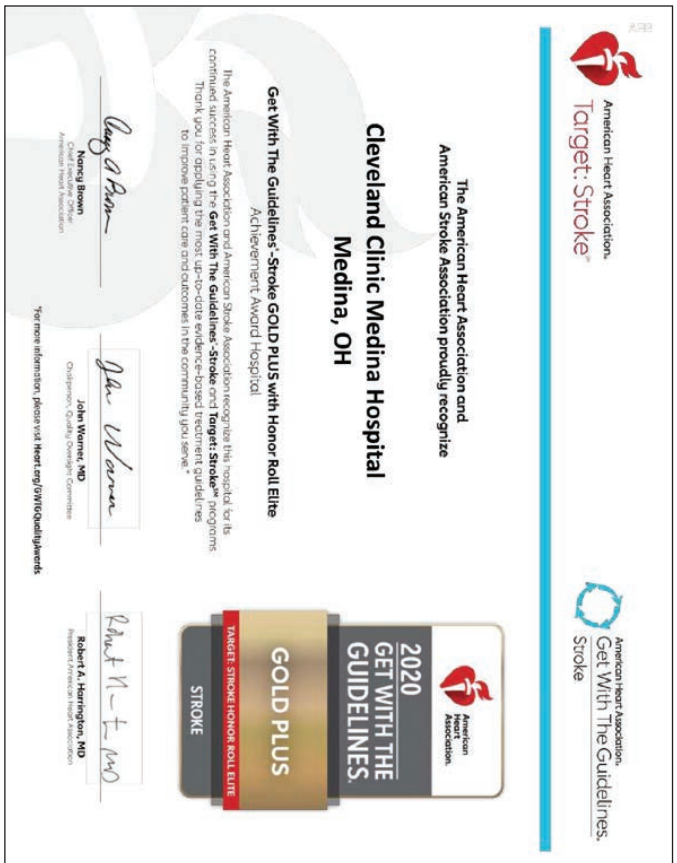 American Heart Association.
Target: Stroke℠
American Heart Association.
Get With The Guidelines.
Stroke
The American Heart Association and
American Stroke Association proudly recognize
Cleveland Clinic Medina Hospital
Medina, OH
Get With The Guidelines®-Stroke GOLD PLUS with Honor Roll Elite
Achievement Award Hospital
The American Heart Association and American Stroke Association recognize this hospital for its
continued success in using the Get With The Guidelines®-Stroke and Target: Stroke℠ programs.
Thank you for applying the most up-to-date evidence-based treatment guidelines
to improve patient care and outcomes in the community you serve.*
American
Heart
Association.
2020
GET WITH THE
GUIDELINES.
GOLD PLUS
TARGET: STROKE HONOR ROLL ELITE
STROKE
Nancy Brown
Chief Executive Officer
American Heart Association
John Warner
John Warner, MD
Chairperson, Quality Oversight Committee
Robert A. Harrington, MD
President American Heart Association
*For more information, please visit Heart.org/GWTGQualityAwards